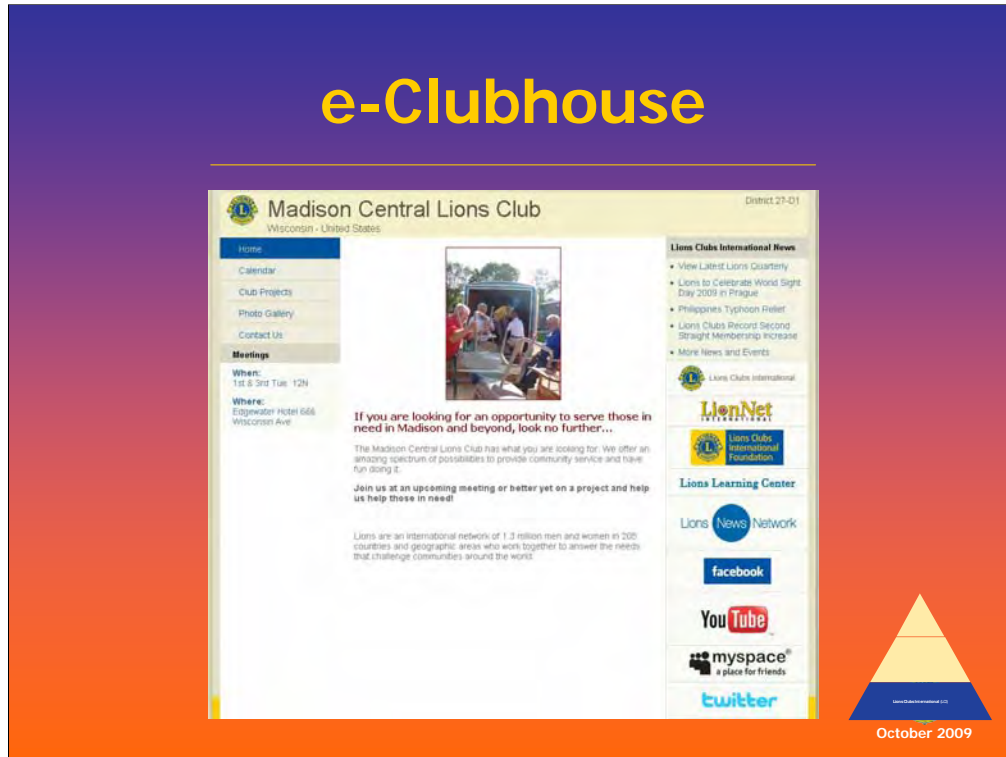 e-Clubhouse
Madison Central Lions Club
Wisconsin - United States
District 27-D1
Home
Calendar
Club Projects
Photo Gallery
Contact Us
Meetings
When:
1st & 3rd Tue 12N
Where:
Edgewater Hotel 666
Wisconsin Ave
If you are looking for an opportunity to serve those in
need in Madison and beyond, look no further...
The Madison Central Lions Club has what you are looking for. We offer an
amazing spectrum of possibilities to provide community service and have
fun doing it.
Join us at an upcoming meeting or better yet on a project and help
us help those in need!
Lions are an international network of 1.3 million men and women in 205
countries and geographic areas who work together to answer the needs
that challenge communities around the world.
Lions Clubs International News
• View Latest Lions Quarterly
• Lions to Celebrate World Sight
Day 2009 in Prague
• Philippines Typhoon Relief
• Lions Clubs Record Second
Straight Membership Increase
• More News and Events
Lions Clubs International
LionNet
INTERNATIONAL
Lions Clubs
International
Foundation
Lions Learning Center
Lions News Network
facebook
YouTube
myspace
a place for friends
twitter
Lions Clubs International (LCI)
October 2009